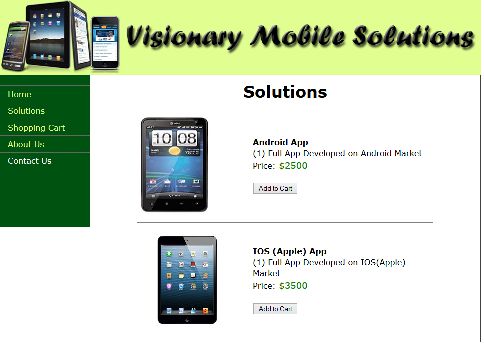 Visionary Mobile Solutions
Home
Solutions
Shopping Cart
About Us
Contact Us
Solutions
10 08
Android App
(1) Full App Developed on Android Market
Price: $2500
Add to Cart
IOS (Apple) App
(1) Full App Developed on IOS(Apple)
Market
Price: $3500
Add to Cart